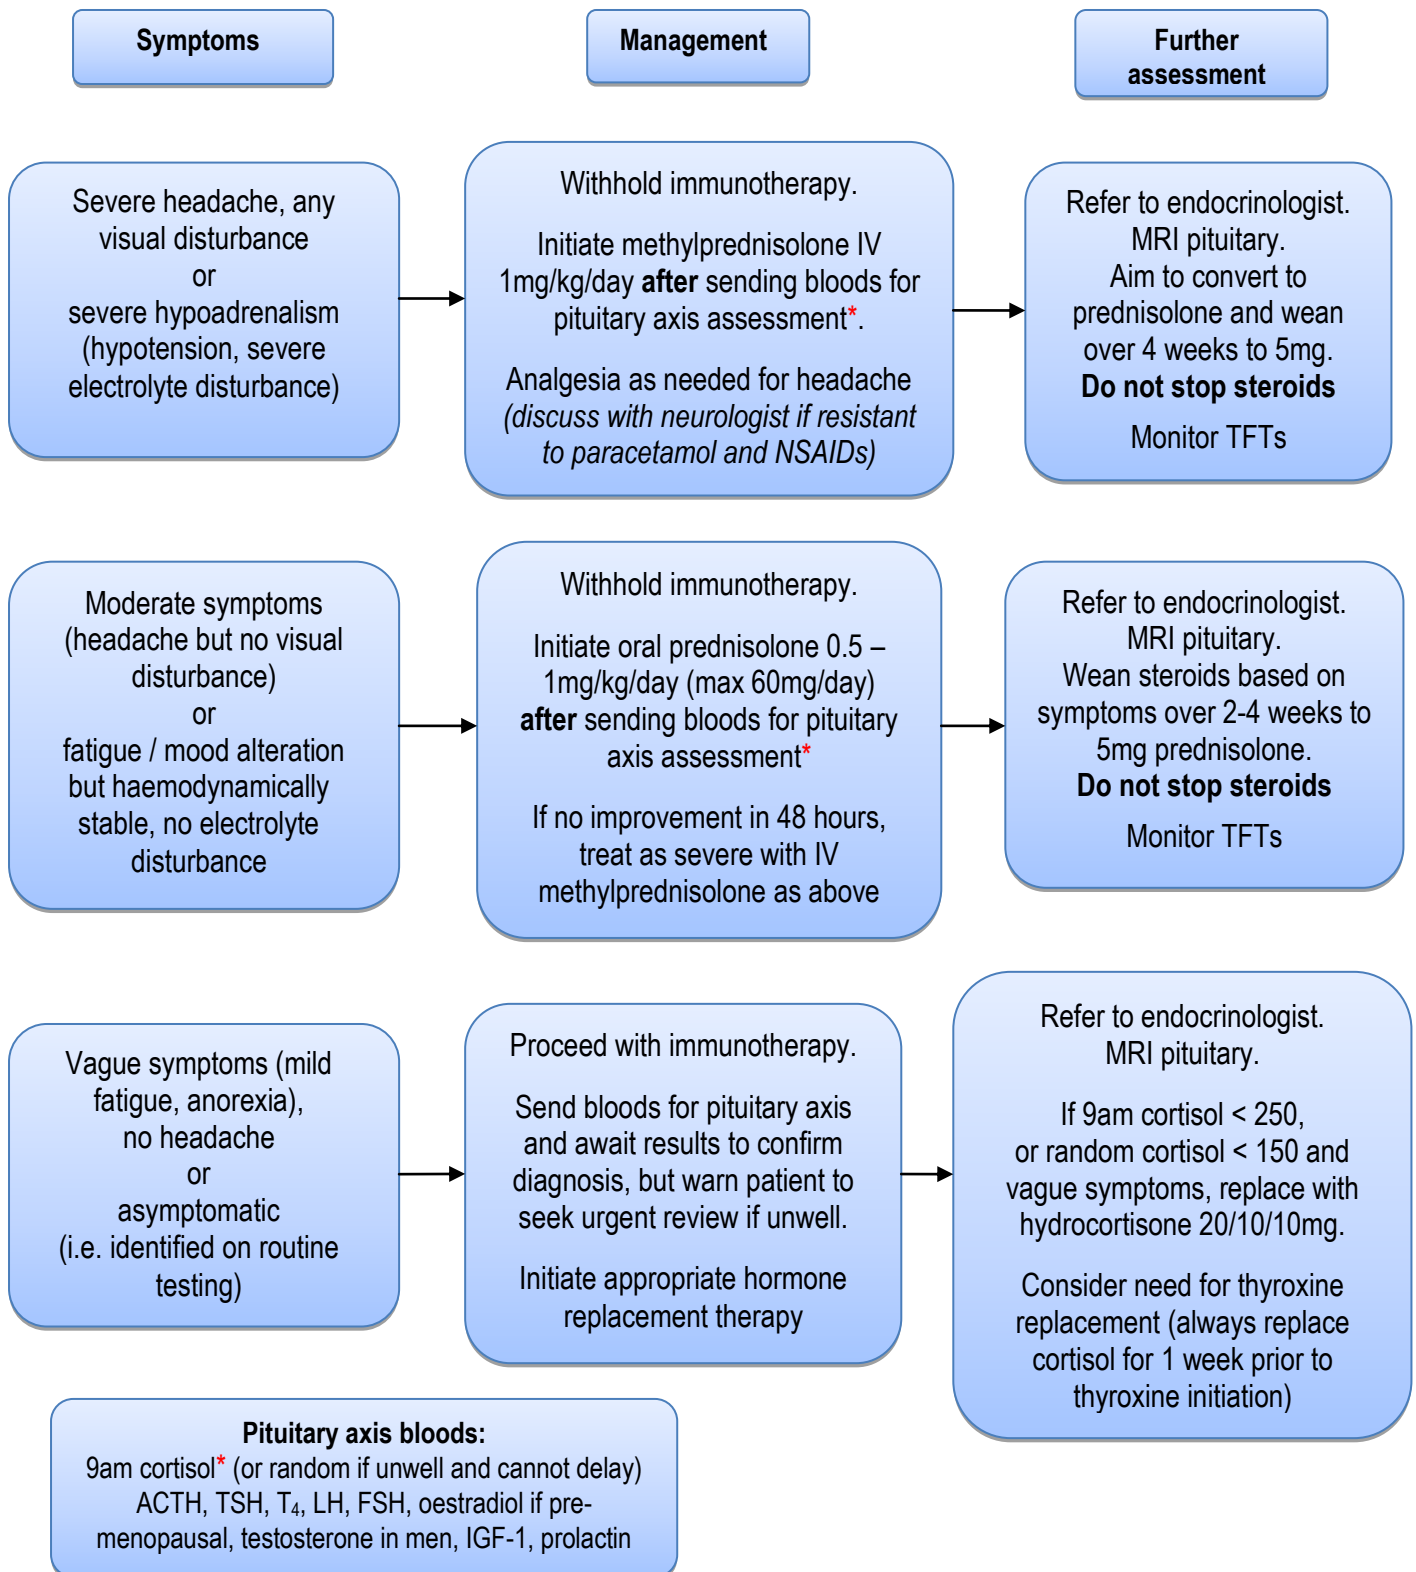 Symptoms
Management
Further
assessment
Severe headache, any
visual disturbance
or
severe hypoadrenalism
(hypotension, severe
electrolyte disturbance)
Withhold immunotherapy.
Initiate methylprednisolone IV
1mg/kg/day after sending bloods for
pituitary axis assessment*.
Analgesia as needed for headache
(discuss with neurologist if resistant
to paracetamol and NSAIDs)
Refer to endocrinologist.
MRI pituitary.
Aim to convert to
prednisolone and wean
over 4 weeks to 5mg.
Do not stop steroids
Monitor TFTs
Moderate symptoms
(headache but no visual
disturbance)
or
fatigue / mood alteration
but haemodynamically
stable, no electrolyte
disturbance
Withhold immunotherapy.
Initiate oral prednisolone 0.5 –
1mg/kg/day (max 60mg/day)
after sending bloods for pituitary
axis assessment*
If no improvement in 48 hours,
treat as severe with IV
methylprednisolone as above
Refer to endocrinologist.
MRI pituitary.
Wean steroids based on
symptoms over 2-4 weeks to
5mg prednisolone.
Do not stop steroids
Monitor TFTs
Vague symptoms (mild
fatigue, anorexia),
no headache
or
asymptomatic
(i.e. identified on routine
testing)
Proceed with immunotherapy.
Send bloods for pituitary axis
and await results to confirm
diagnosis, but warn patient to
seek urgent review if unwell.
Initiate appropriate hormone
replacement therapy
Refer to endocrinologist.
MRI pituitary.
If 9am cortisol < 250,
or random cortisol < 150 and
vague symptoms, replace with
hydrocortisone 20/10/10mg.
Consider need for thyroxine
replacement (always replace
cortisol for 1 week prior to
thyroxine initiation)
Pituitary axis bloods:
9am cortisol* (or random if unwell and cannot delay)
ACTH, TSH, T₄, LH, FSH, oestradiol if pre-
menopausal, testosterone in men, IGF-1, prolactin